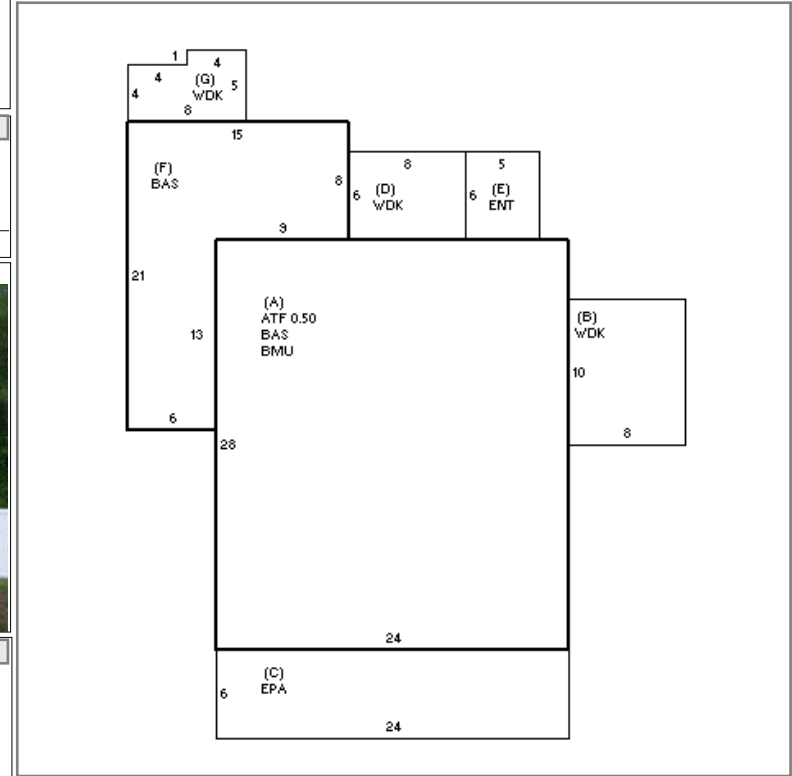 1
4
4
(G)
5
4
WDK
8
15
(F)
BAS
8
8
5
6
(D)
WDK
6
(E)
ENT
9
21
(A)
ATF 0.50
BAS
BMU
13
(B)
WDK
10
6
8
28
24
(C)
EPA
6
24